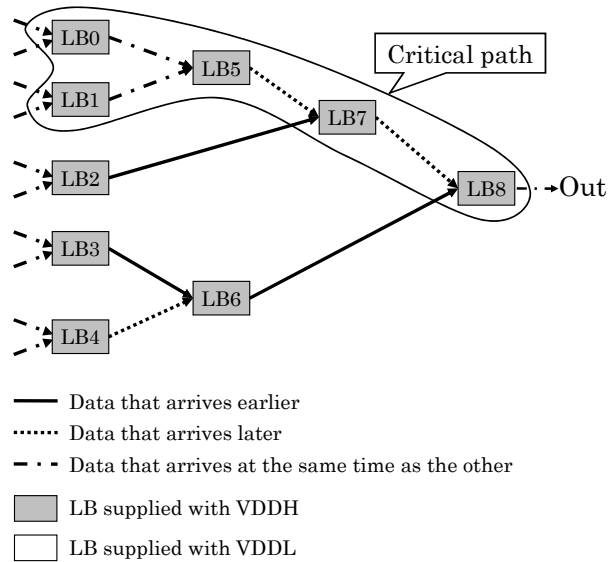 LB0
Critical path
LB5
LB1
LB7
LB2
LB8
Out
LB3
LB6
LB4
Data that arrives earlier
Data that arrives later
Data that arrives at the same time as the other
LB supplied with VDDH
LB supplied with VDDL